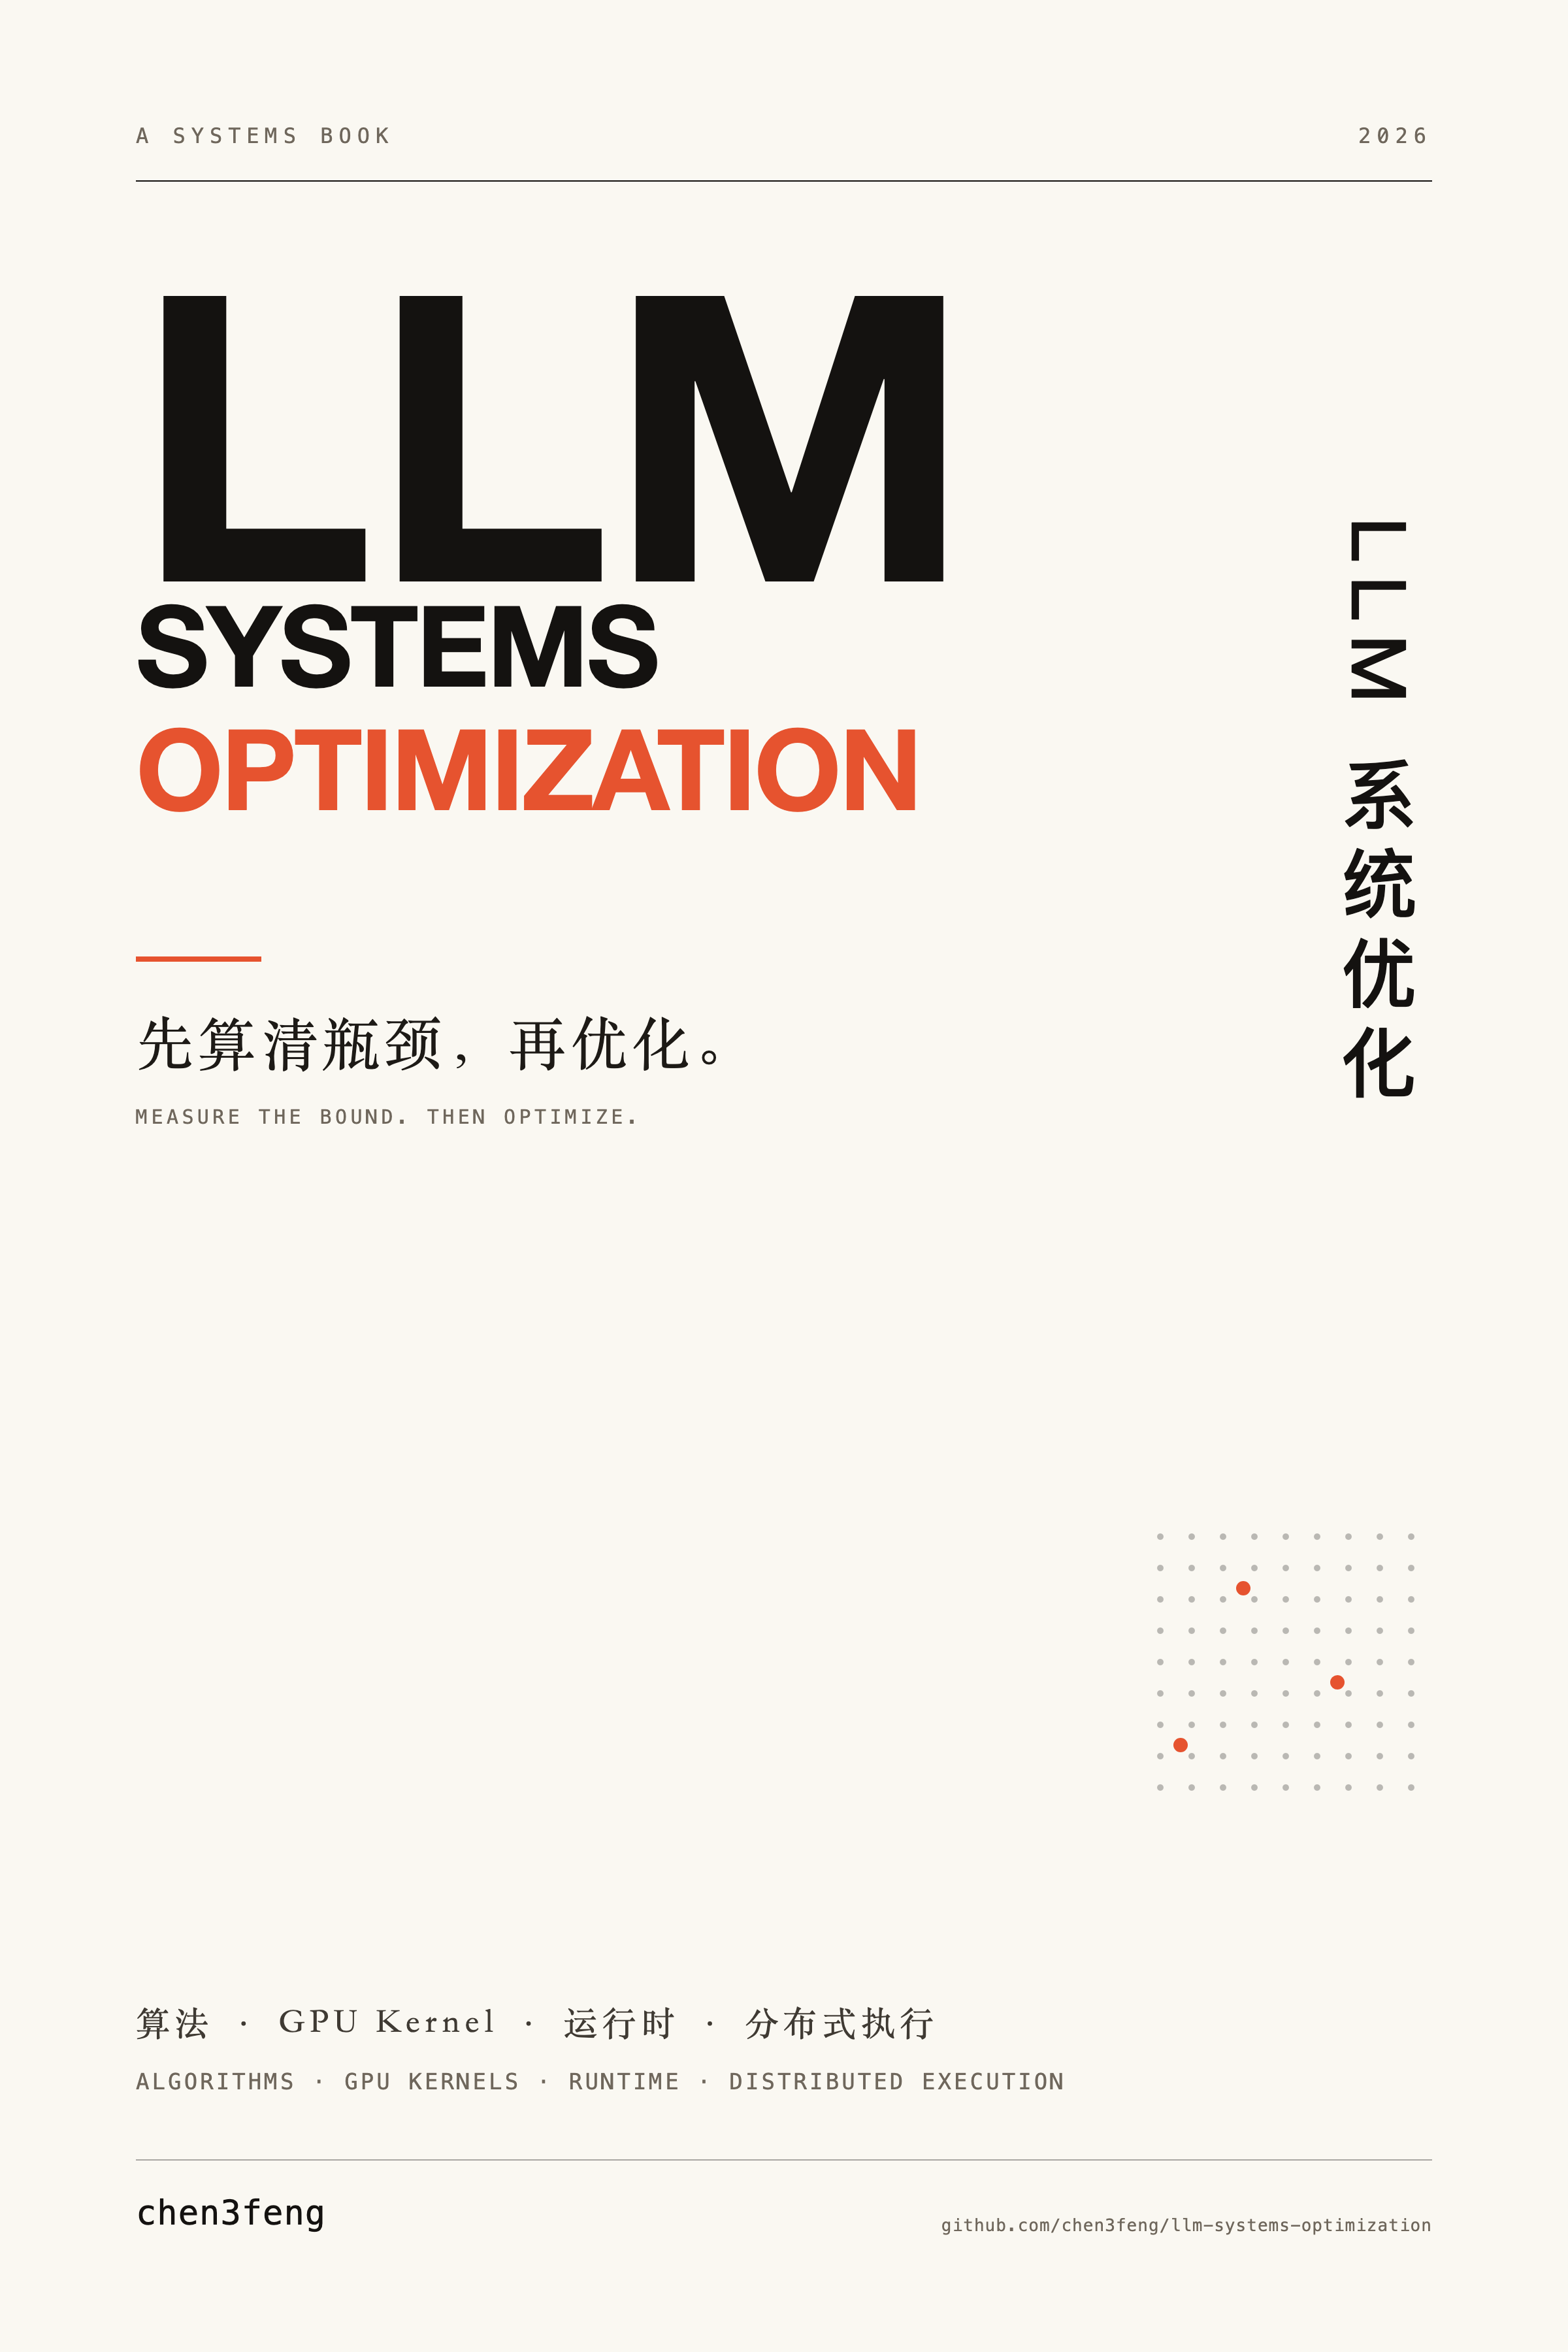 A SYSTEMS BOOK
2026
LLM
SYSTEMS
OPTIMIZATION
LLM 系统优化
先算清瓶颈，再优化。
MEASURE THE BOUND. THEN OPTIMIZE.
算法 · GPU Kernel · 运行时 · 分布式执行
ALGORITHMS · GPU KERNELS · RUNTIME · DISTRIBUTED EXECUTION
chen3feng
github.com/chen3feng/llm-systems-optimization